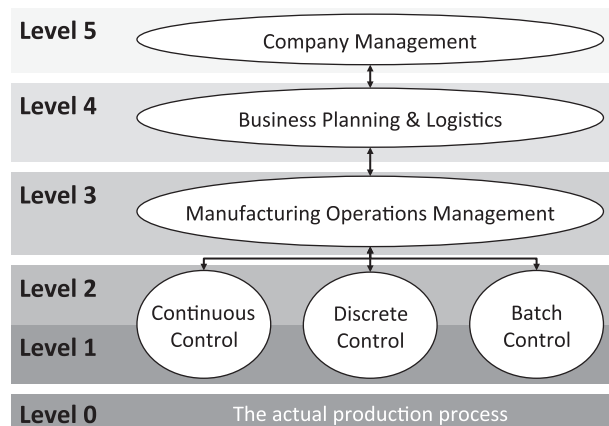 Level 5
Company Management
Level 4
Business Planning & Logistics
Level 3
Manufacturing Operations Management
Level 2
Continuous
Control
Discrete
Control
Batch
Control
Level 1
Level 0
The actual production process